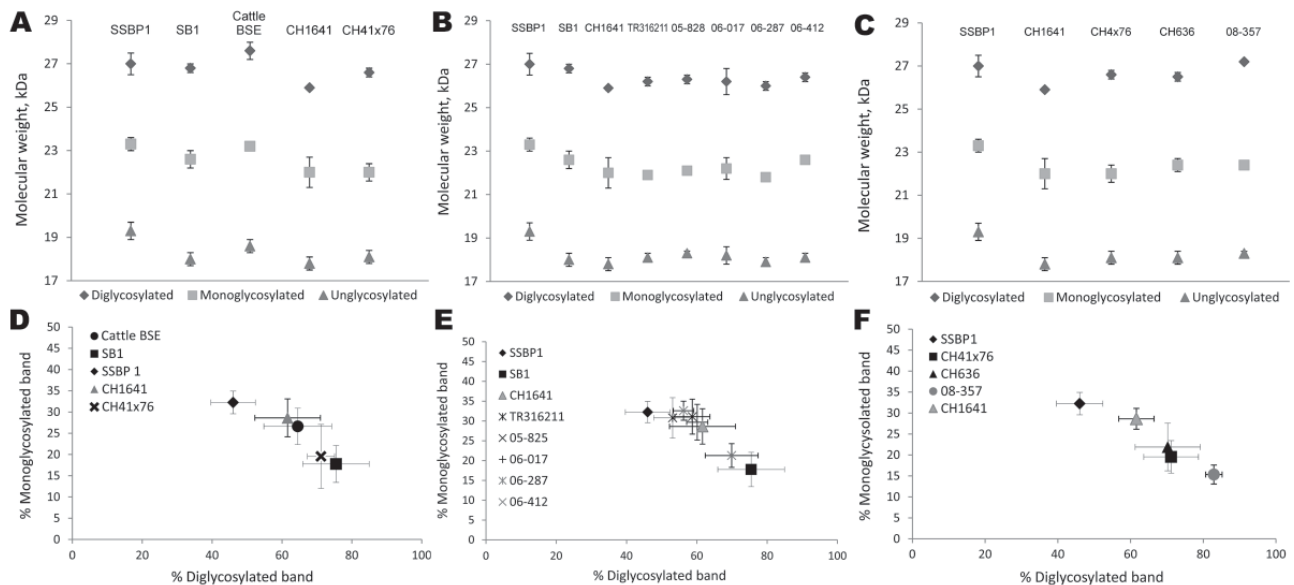 A
SSBP1 SB1 Cattle BSE CH1641 CH41x76
Molecular weight, kDa
29
27
25
23
21
19
17
Diglycosylated Monoglycosylated Unglycosylated
B
SSBP1 SB1 CH1641 TR316211 05-828 06-017 06-287 06-412
Molecular weight, kDa
29
27
25
23
21
19
17
Diglycosylated Monoglycosylated Unglycosylated
C
SSBP1 CH1641 CH4x76 CH636 08-357
Molecular weight, kDa
29
27
25
23
21
19
17
Diglycosylated Monoglycosylated Unglycosylated
D
% Monoglycosylated band
50
45
40
35
30
25
20
15
10
5
0
Cattle BSE
SB1
SSBP 1
CH1641
CH41x76
0 20 40 60 80 100
% Diglycosylated band
E
% Monoglycosylated band
50
45
40
35
30
25
20
15
10
5
0
SSBP1
SB1
CH1641
TR316211
05-825
06-017
06-287
06-412
0 20 40 60 80 100
% Diglycosylated band
F
% Monoglycysolated band
50
45
40
35
30
25
20
15
10
5
0
SSBP1
CH41x76
CH636
08-357
CH1641
0 20 40 60 80 100
% Diglycosylated band